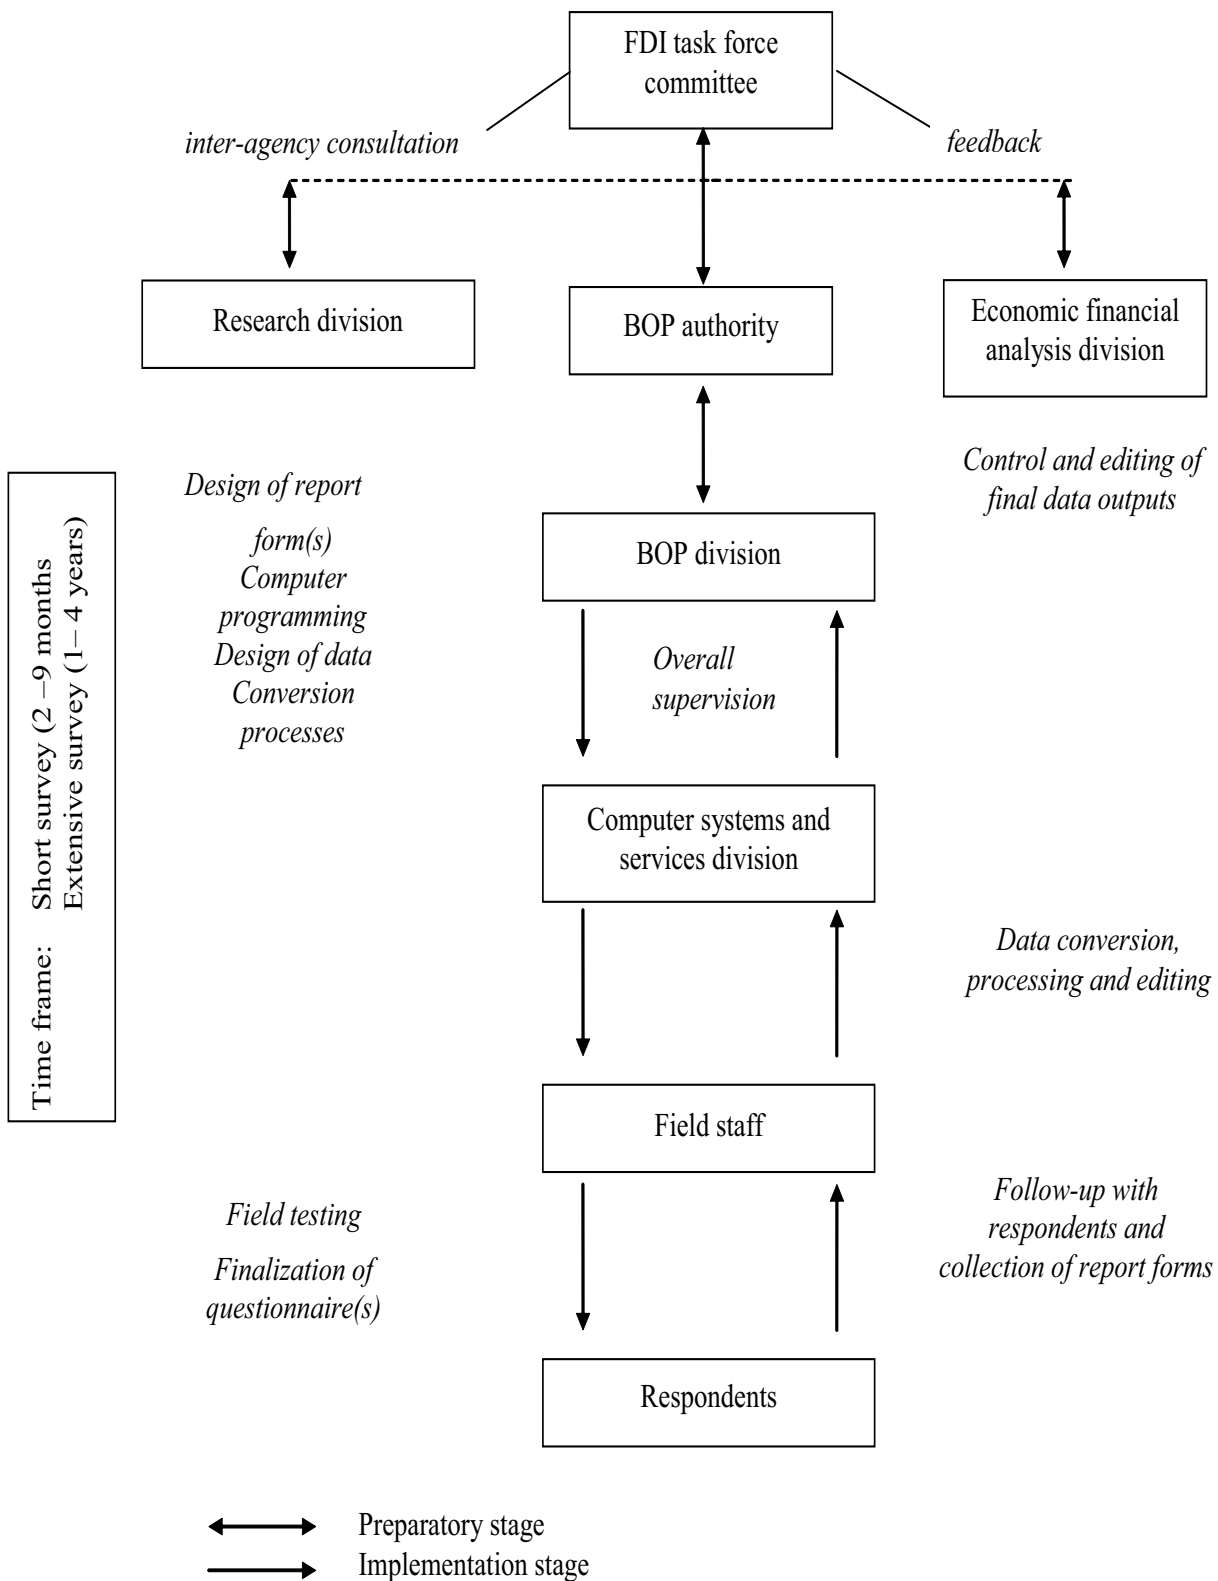 FDI task force
committee
inter-agency consultation
feedback
Research division
BOP authority
Economic financial
analysis division
Design of report
form(s)
Computer
programming
Design of data
Conversion
processes
Control and editing of
final data outputs
BOP division
Overall
supervision
Time frame: Short survey (2 –9 months
Extensive survey (1– 4 years)
Computer systems and
services division
Data conversion,
processing and editing
Field staff
Field testing
Finalization of
questionnaire(s)
Follow-up with
respondents and
collection of report forms
Respondents
Preparatory stage
Implementation stage